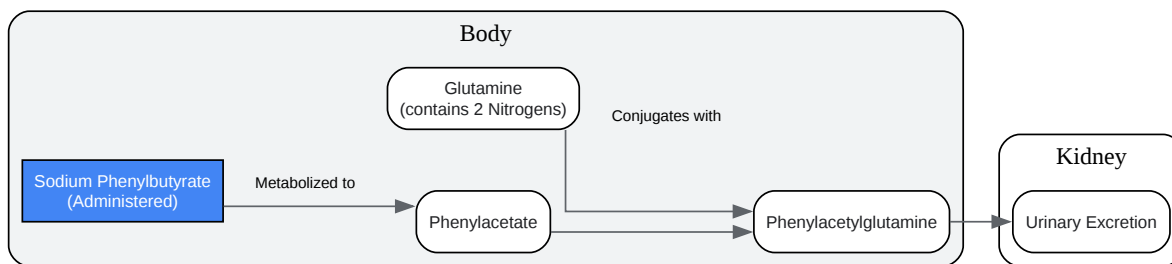 Body
Glutamine
(contains 2 Nitrogens)
Conjugates with
Sodium Phenylbutyrate
(Administered)
Metabolized to
Phenylacetate
Phenylacetylglutamine
Kidney
Urinary Excretion